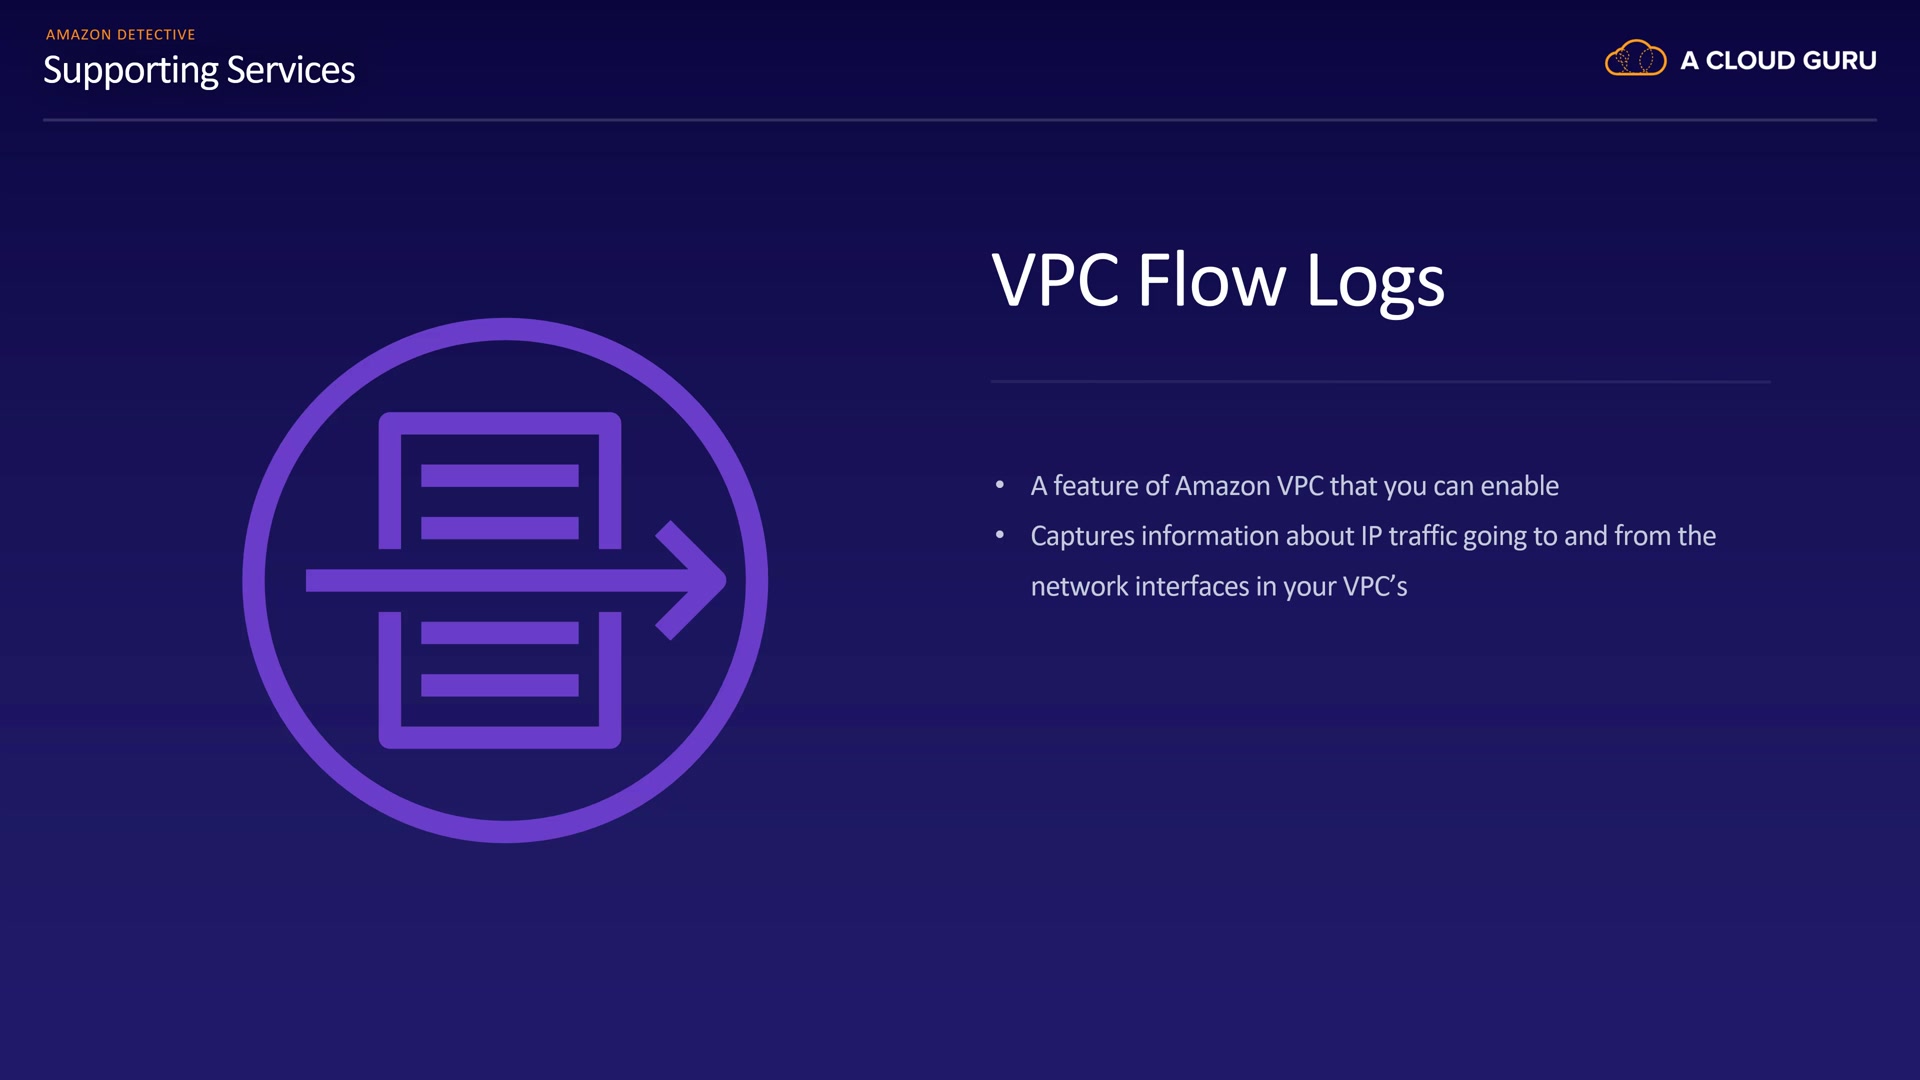 AMAZON DETECTIVE
Supporting Services
A CLOUD GURU
VPC Flow Logs
• A feature of Amazon VPC that you can enable
• Captures information about IP traffic going to and from the
network interfaces in your VPC’s